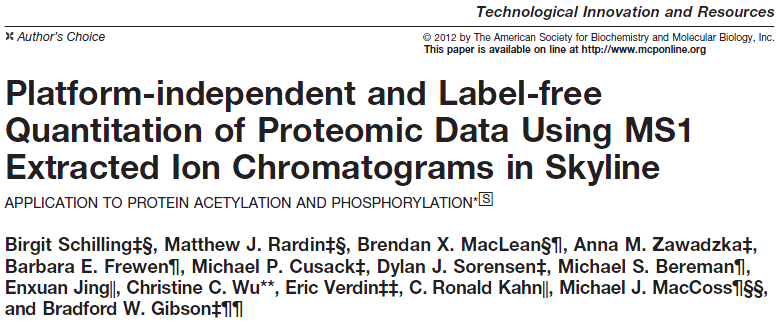 Technological Innovation and Resources
⌘ Author's Choice
© 2012 by The American Society for Biochemistry and Molecular Biology, Inc.
This paper is available on line at http://www.mcponline.org
Platform-independent and Label-free
Quantitation of Proteomic Data Using MS1
Extracted Ion Chromatograms in Skyline
APPLICATION TO PROTEIN ACETYLATION AND PHOSPHORYLATION*S
Birgit Schilling‡§, Matthew J. Rardin‡§, Brendan X. MacLean§¶, Anna M. Zawadzka‡,
Barbara E. Frewen¶, Michael P. Cusack‡, Dylan J. Sorensen‡, Michael S. Bereman¶,
Enxuan Jing‖, Christine C. Wu**, Eric Verdin‡‡, C. Ronald Kahn‖, Michael J. MacCoss¶§§,
and Bradford W. Gibson‡¶¶